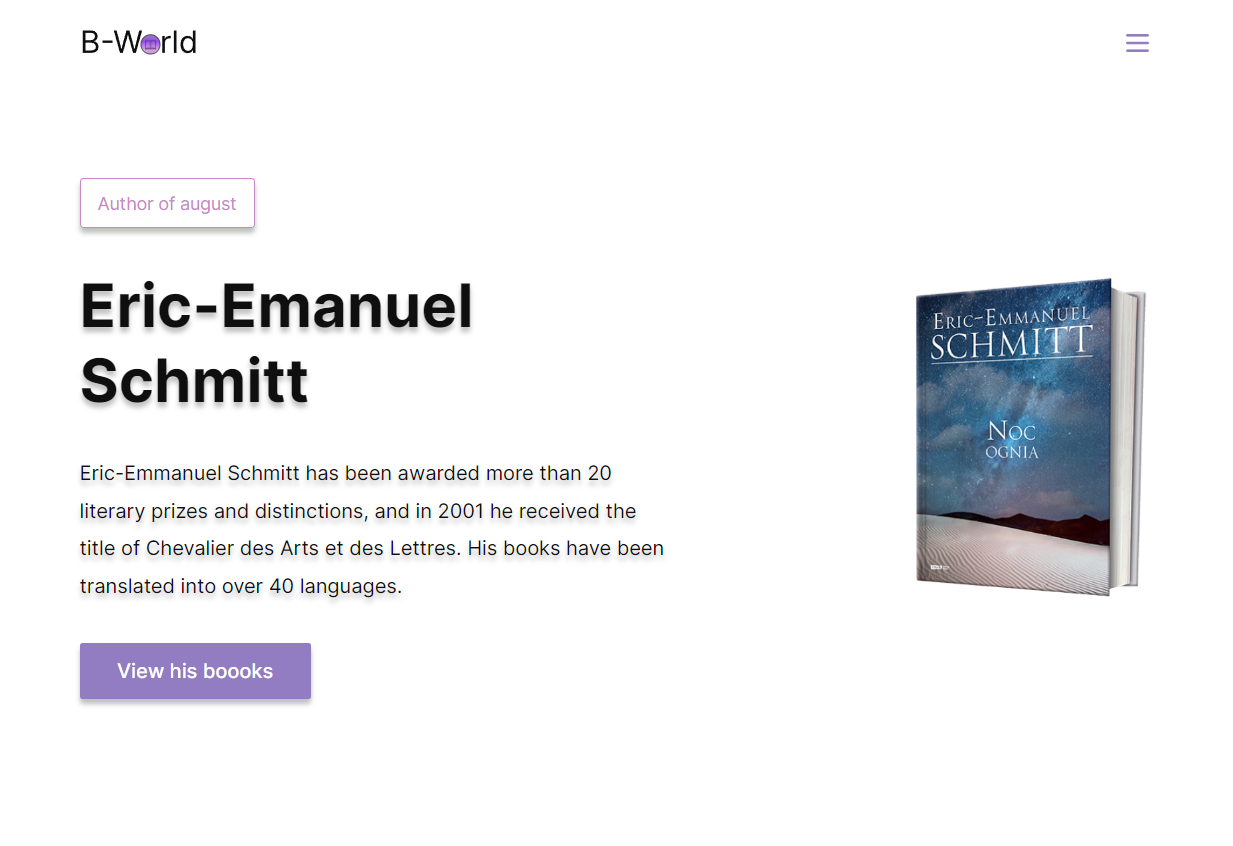 B-World
Author of august
Eric-Emanuel
Schmitt
Eric-Emmanuel Schmitt has been awarded more than 20
literary prizes and distinctions, and in 2001 he received the
title of Chevalier des Arts et des Lettres. His books have been
translated into over 40 languages.
View his boooks
Eric-Emmanuel
SCHMITT
Noc
OGNIA